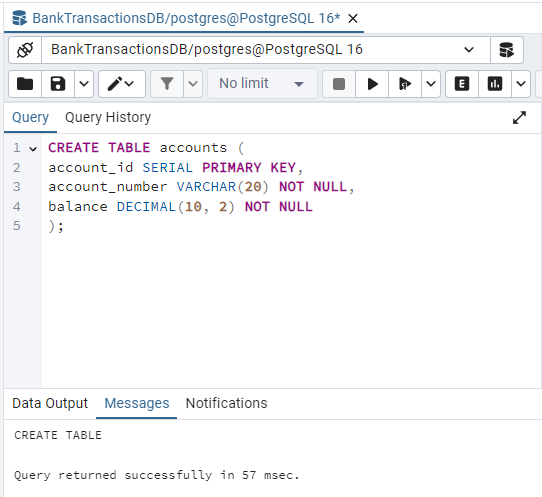 BankTransactionsDB/postgres@PostgreSQL 16*
BankTransactionsDB/postgres@PostgreSQL 16
No limit
E
Query Query History
1 CREATE TABLE accounts (
2 account_id SERIAL PRIMARY KEY,
3 account_number VARCHAR(20) NOT NULL,
4 balance DECIMAL(10, 2) NOT NULL
5 );
Data Output Messages Notifications
CREATE TABLE
Query returned successfully in 57 msec.